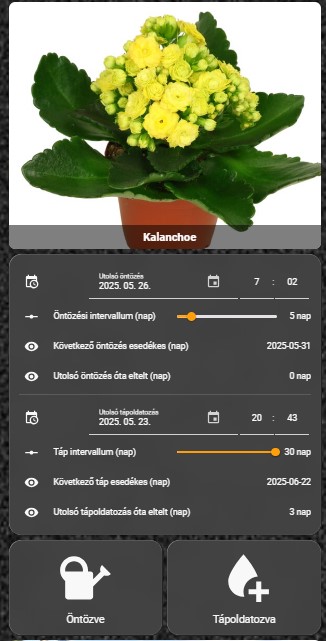 Kalanchoe
Utolsó öntözés
2025. 05. 26. 7 : 02
Öntözési intervallum (nap) 5 nap
Következő öntözés esedékes (nap) 2025-05-31
Utolsó öntözés óta eltelt (nap) 0 nap
Utolsó tápoldatozás
2025. 05. 23. 20 : 43
Táp intervallum (nap) 30 nap
Következő táp esedékes (nap) 2025-06-22
Utolsó tápoldatozás óta eltelt (nap) 3 nap
Öntözve Tápoldatozva